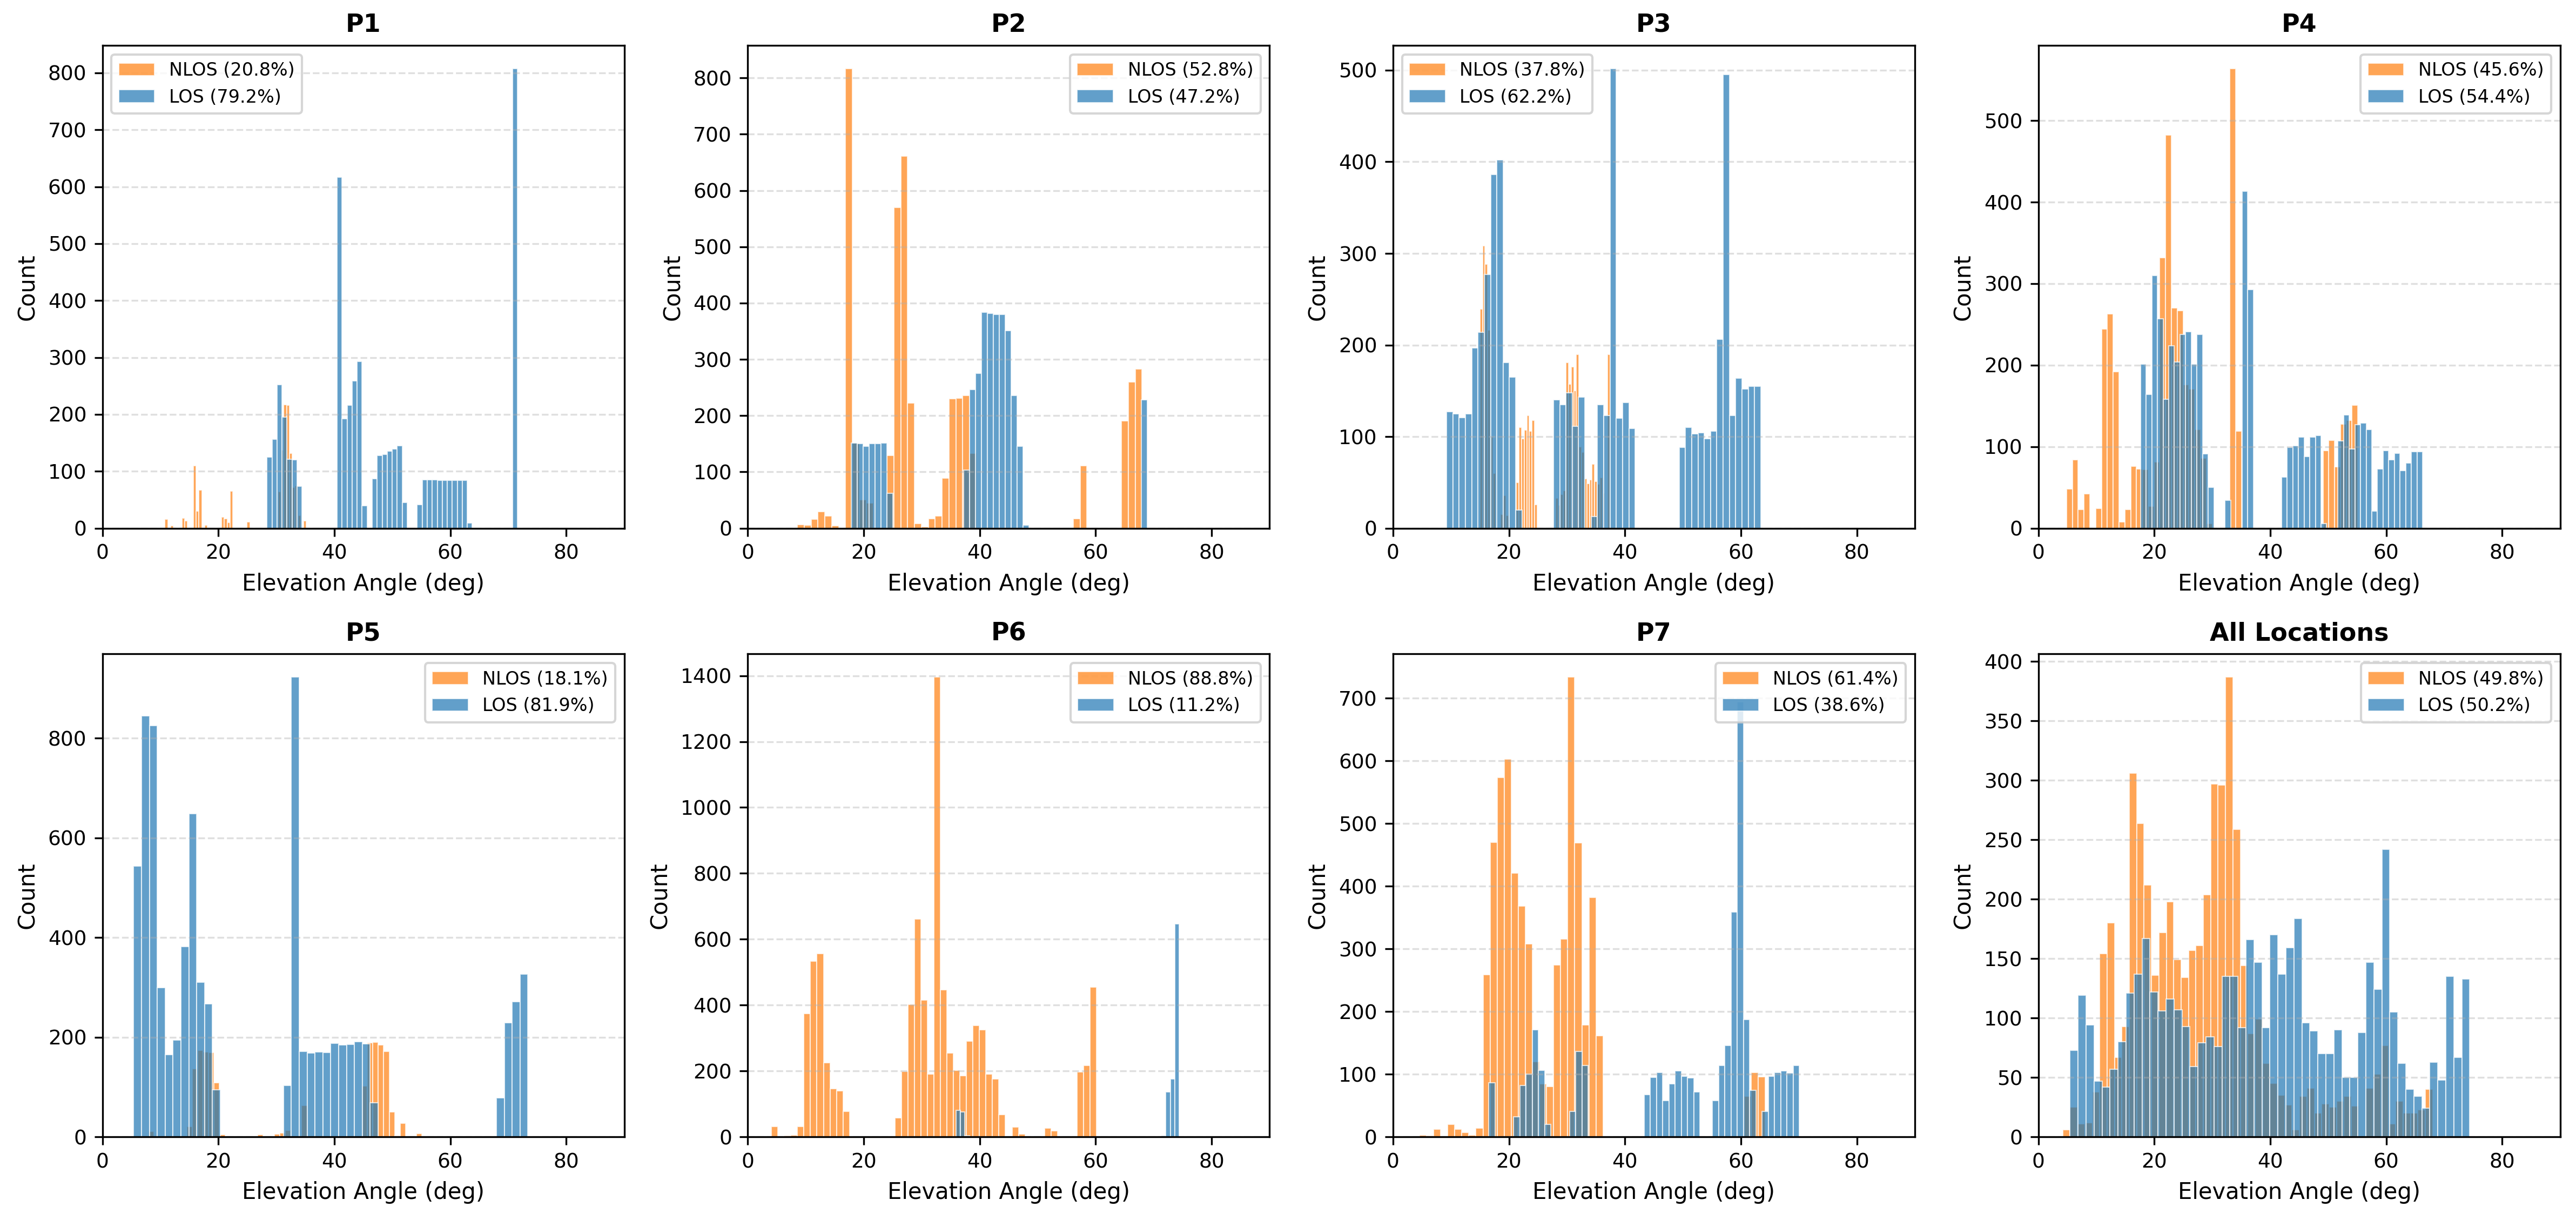 P1
NLOS (20.8%)
LOS (79.2%)
800
700
600
500
400
300
200
100
0
Count
0 20 40 60 80
Elevation Angle (deg)
P2
NLOS (52.8%)
LOS (47.2%)
800
700
600
500
400
300
200
100
0
Count
0 20 40 60 80
Elevation Angle (deg)
P3
NLOS (37.8%)
LOS (62.2%)
500
400
300
200
100
0
Count
0 20 40 60 80
Elevation Angle (deg)
P4
NLOS (45.6%)
LOS (54.4%)
500
400
300
200
100
0
Count
0 20 40 60 80
Elevation Angle (deg)
P5
NLOS (18.1%)
LOS (81.9%)
800
600
400
200
0
Count
0 20 40 60 80
Elevation Angle (deg)
P6
NLOS (88.8%)
LOS (11.2%)
1400
1200
1000
800
600
400
200
0
Count
0 20 40 60 80
Elevation Angle (deg)
P7
NLOS (61.4%)
LOS (38.6%)
700
600
500
400
300
200
100
0
Count
0 20 40 60 80
Elevation Angle (deg)
All Locations
NLOS (49.8%)
LOS (50.2%)
400
350
300
250
200
150
100
50
0
Count
0 20 40 60 80
Elevation Angle (deg)